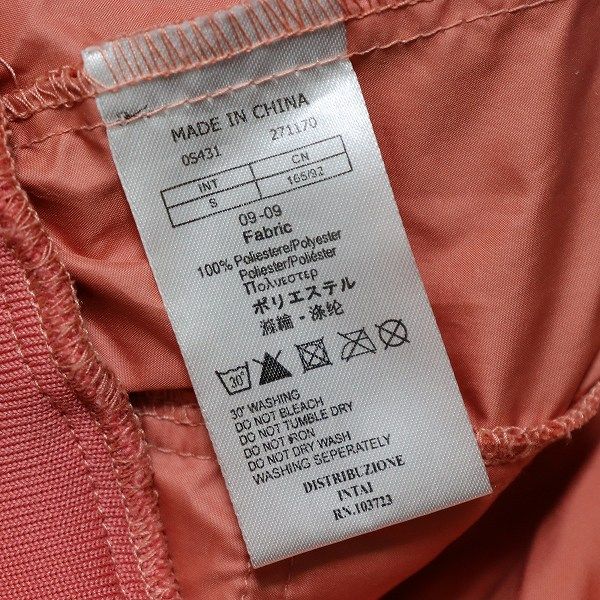 MADE IN CHINA
0S431 271170
INT CN
S 165/92
09-09
Fabric
100% Poliestere/Polyester
Poliester/Poliéster
Πολυεστερ
ポリエステル
滌綸 - 涤纶
30°
30° WASHING
DO NOT BLEACH
DO NOT TUMBLE DRY
DO NOT IRON
DO NOT DRY WASH
WASHING SEPERATELY
DISTRIBUZIONE
INTAJ
RN.103723